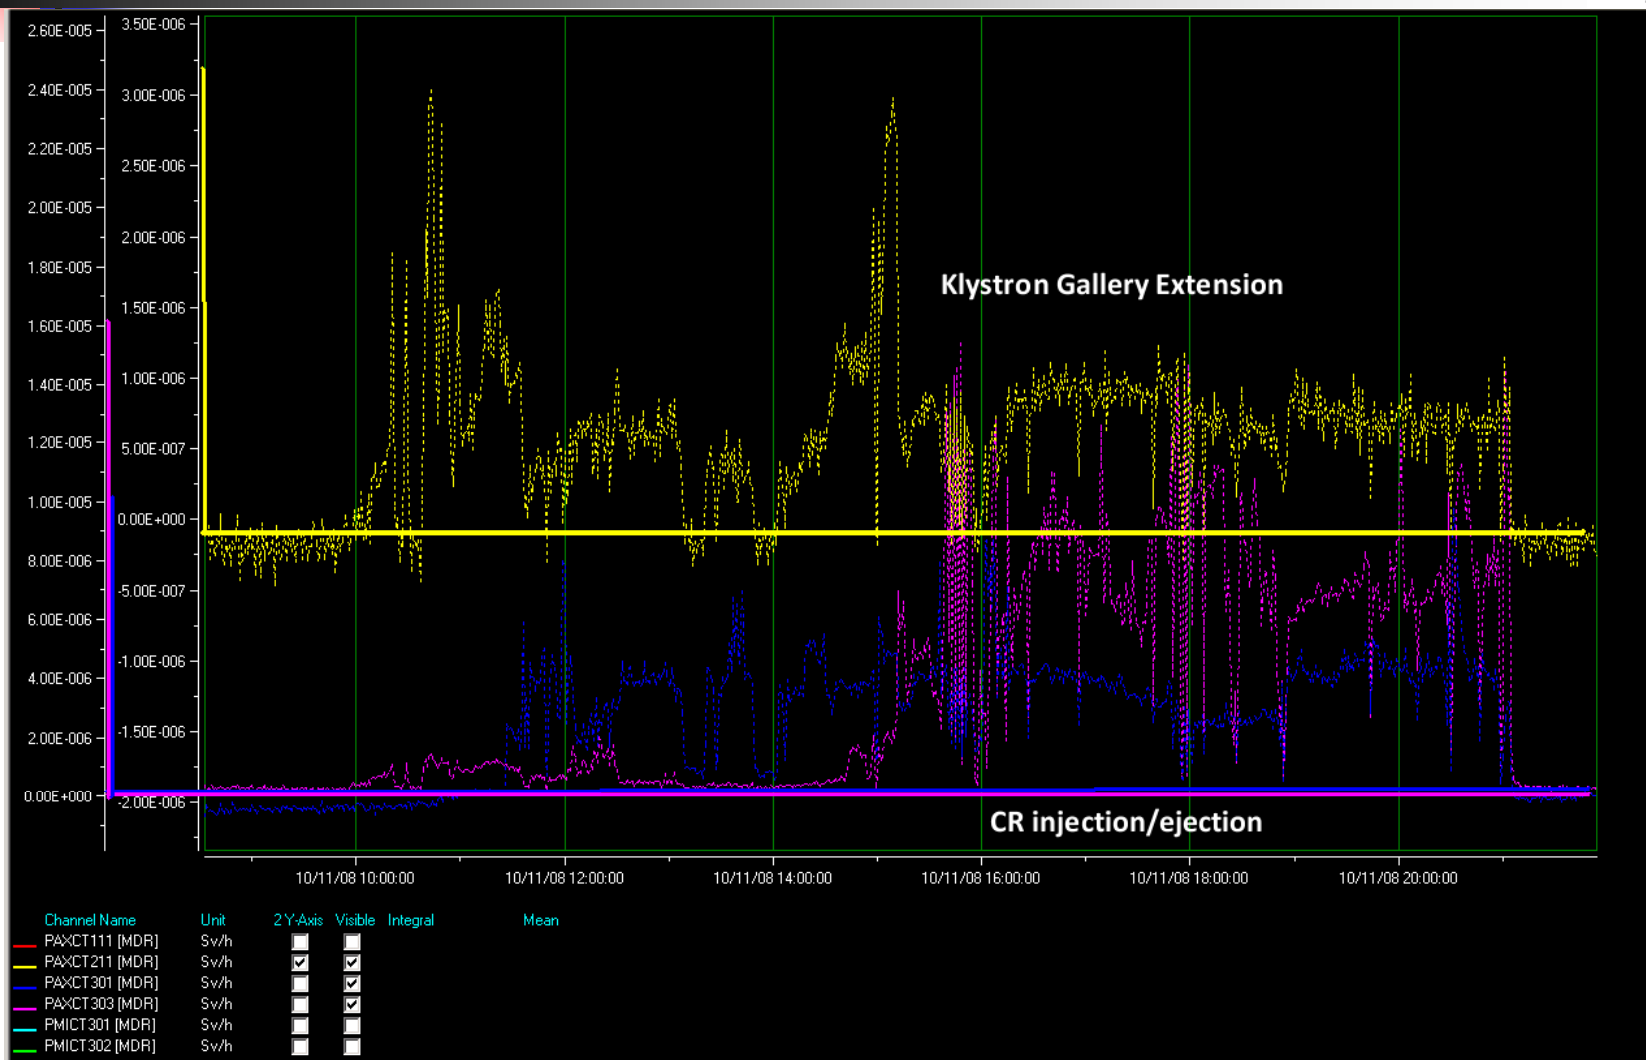 2.60E-005
2.40E-005
2.20E-005
2.00E-005
1.80E-005
1.60E-005
1.40E-005
1.20E-005
1.00E-005
8.00E-006
6.00E-006
4.00E-006
2.00E-006
0.00E+000
3.50E-006
3.00E-006
2.50E-006
2.00E-006
1.50E-006
1.00E-006
5.00E-007
0.00E+000
-5.00E-007
-1.00E-006
-1.50E-006
-2.00E-006
Klystron Gallery Extension
CR injection/ejection
10/11/08 10:00:00 10/11/08 12:00:00 10/11/08 14:00:00 10/11/08 16:00:00 10/11/08 18:00:00 10/11/08 20:00:00
Channel Name Unit 2 Y-Axis Visible Integral Mean
PAXCT111 [MDR] Sv/h
PAXCT211 [MDR] Sv/h
PAXCT301 [MDR] Sv/h
PAXCT303 [MDR] Sv/h
PMICT301 [MDR] Sv/h
PMICT302 [MDR] Sv/h